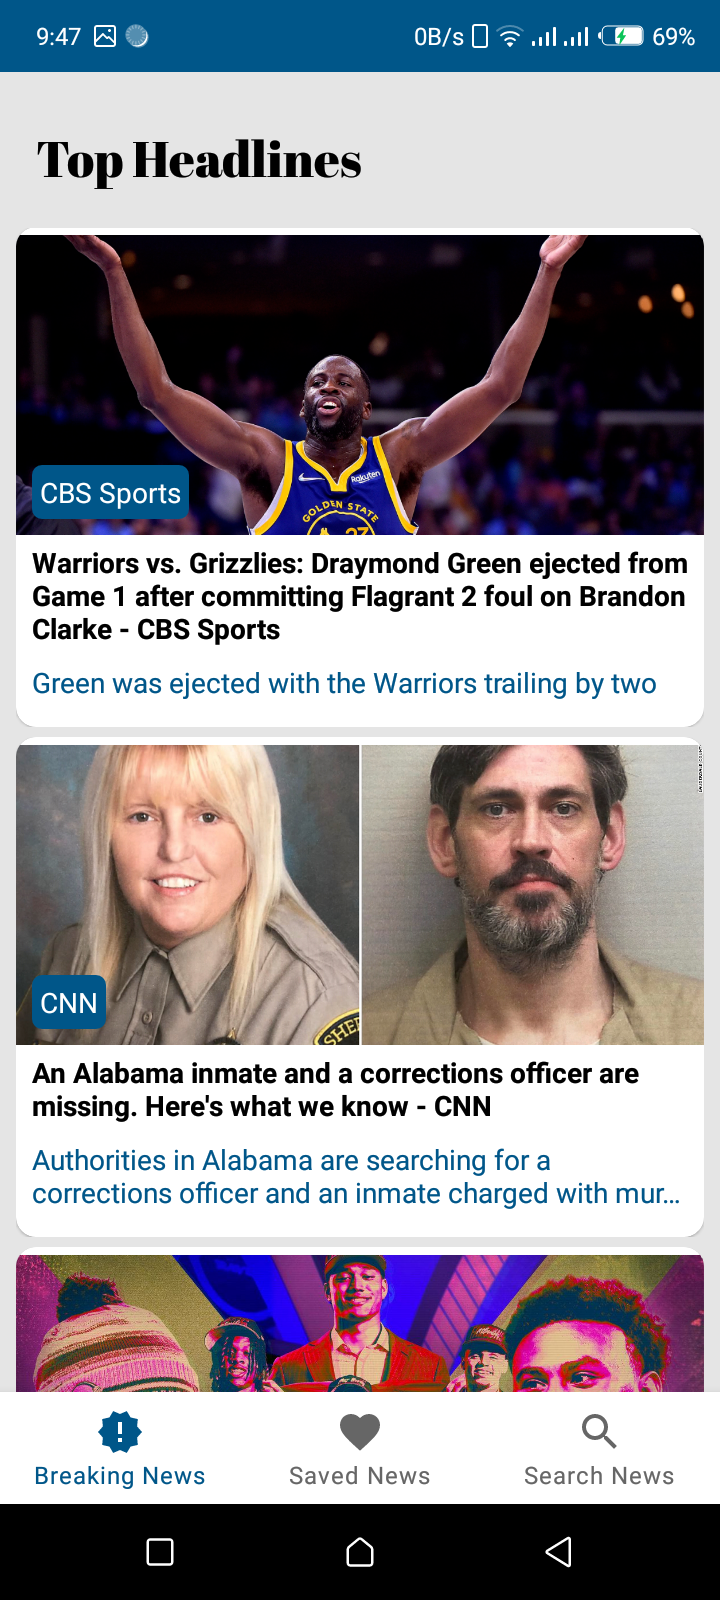 9:47 0B/s 69%
Top Headlines
Rakuten
GOLDEN STATE
CBS Sports
Warriors vs. Grizzlies: Draymond Green ejected from
Game 1 after committing Flagrant 2 foul on Brandon
Clarke - CBS Sports
Green was ejected with the Warriors trailing by two
CNN
An Alabama inmate and a corrections officer are
missing. Here's what we know - CNN
Authorities in Alabama are searching for a
corrections officer and an inmate charged with mur...
Breaking News Saved News Search News